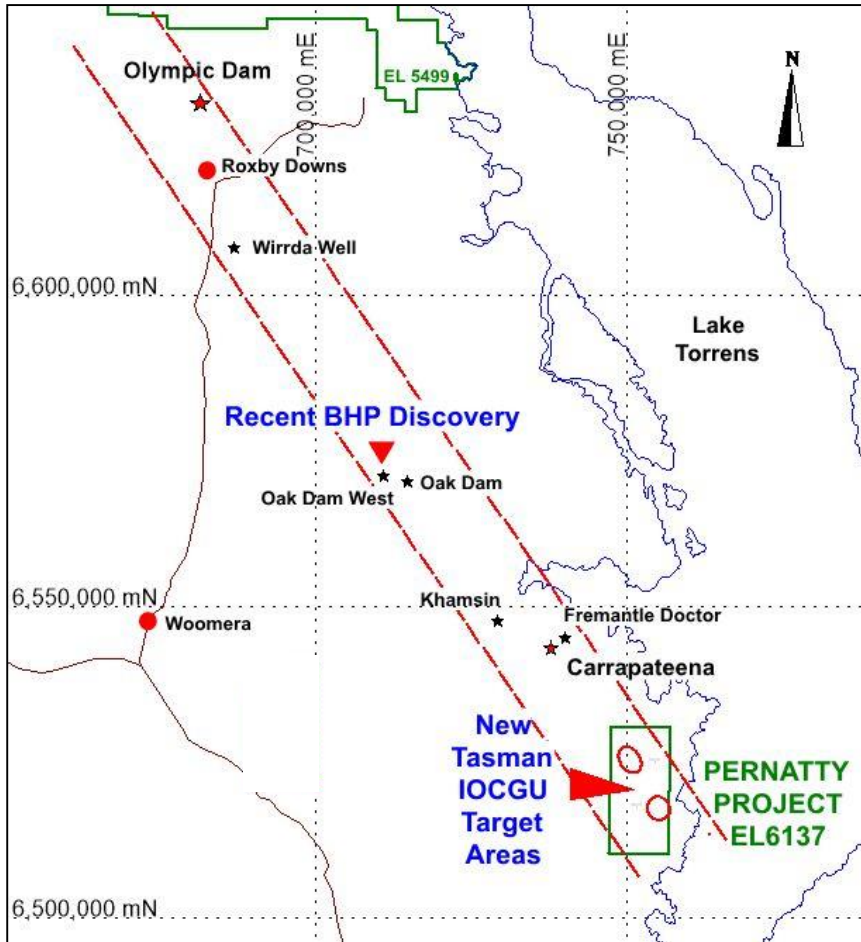 Olympic Dam
EL 5499
N
700,000 mE
750,000 mE
Roxby Downs
Wirrda Well
6,600,000 mN
Lake
Torrens
Recent BHP Discovery
Oak Dam West
Oak Dam
6,550,000 mN
Khamsin
Fremantle Doctor
Woomera
Carrapateena
New
Tasman
IOCGU
Target
Areas
PERNATTY
PROJECT
EL6137
6,500,000 mN